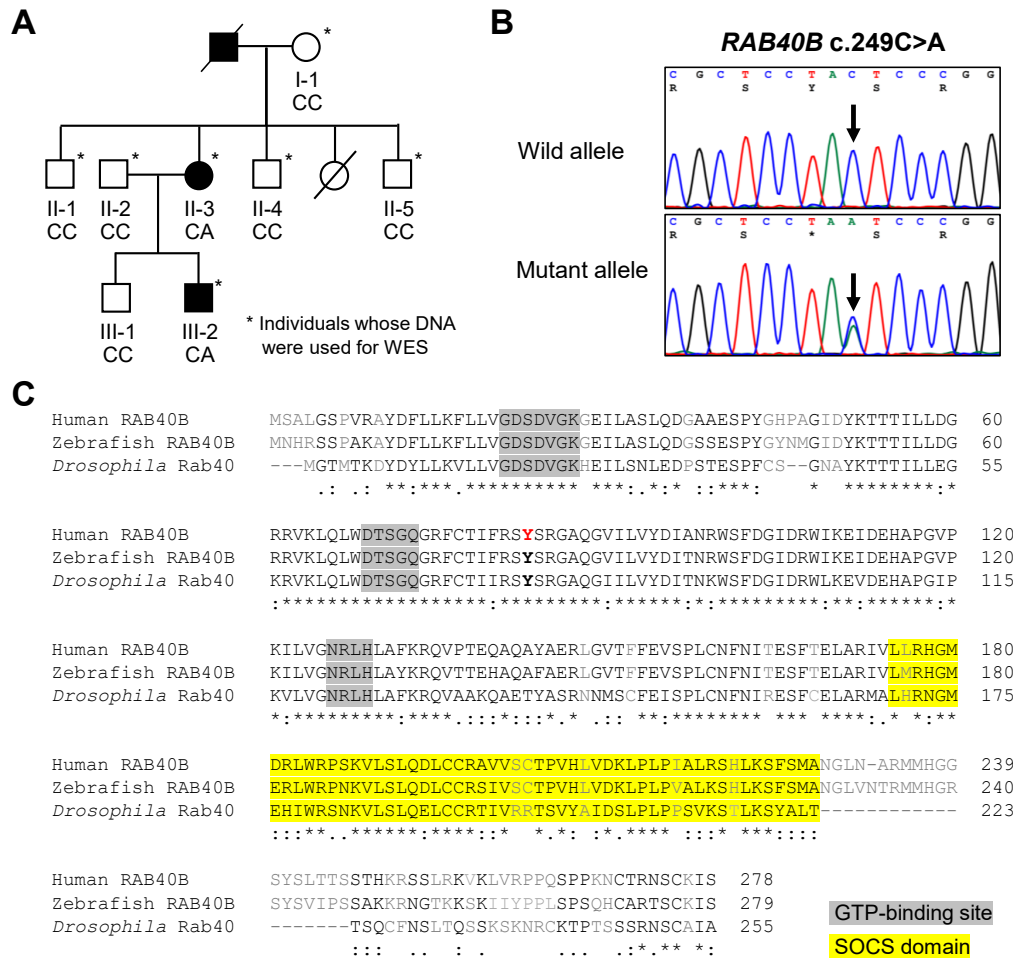 A
*
I-1
CC
* * * * *
II-1 II-2 II-3 II-4 II-5
CC CC CA CC CC
*
III-1 III-2
CC CA
* Individuals whose DNA
were used for WES
B
RAB40B c.249C>A
Wild allele
C G C T C C T A C T C C C G G
R S Y S R
Mutant allele
C G C T C C T A A T C C C G G
R S * S R
C
Human RAB40B MSALGSPVRAYDFLLKFLLVGDSDVGKGEILASLQDGAAESPYGHPAGIDYKTTTILLDG 60
Zebrafish RAB40B MNHRSSPAKAYDFLLKFLLVGDSDVGKGEILASLQDGSSESPYGYNMGIDYKTTTILLDG 60
Drosophila Rab40 ---MGTMTKDYDYLLKVLLVGDSDVGKHEILSNLEDPSTESPFCS--GNAYKTTTILLEG 55
.: .: **:***.********** ***:.*:* ::***: * ********:*
Human RAB40B RRVKLQLWDTSGQGRFCTIFRSYSRGAQGVILVYDIANRWSFDGIDRWIKEIDEHAPGVP 120
Zebrafish RAB40B RRVKLQLWDTSGQGRFCTIFRSYSRGAQGVILVYDIANRWSFDGIDRWIKEIDEHAPGVP 120
Drosophila Rab40 KRVKLQLWDTSGQGRFCTIIRSYSRGAQGIILVYDITNKWSFDGIDRWLKEVDEHAPGIP 115
:******************:*********:******:*:*********:**:******:*
Human RAB40B KILVGNRLHLAFKRQVPTEQAQAYAERLGVTFFEVSPLCNFNITESFTELARIVLLRHGM 180
Zebrafish RAB40B KILVGNRLHLAFKRQVTTEHAQAFAERLGVTFFEVSPLCNFNITESFTELARIVLMRHGM 180
Drosophila Rab40 KVLVGNRLHLAFKRQVAAKQAETYASRNNMSCFEISPLCNFNIRESFCELARMALHRNGM 175
*:**************.:::*:::*.* .:: **:******** *** ****:.* *:**
Human RAB40B DRLWRPSKVLSLQDLCCRAVVSCTPVHLVDKLPLPIALRSHLKSFSMANGLN-ARMMHGG 239
Zebrafish RAB40B ERLWRPSKVLSLQDLCCRSIVSCTPVHLVDKLPLPVALKSHLKSFSMANGLVNTRMMHGR 240
Drosophila Rab40 EHIWRSNKVLSLQELCCRTIVRRTSVYAIDSLPLPPSVKSTLKSYALT------------ 223
:::**..******:****::* *.*: :*.**** :::* ***::::
Human RAB40B SYSLTTSSTHKRSSLRKVKLVRPPQSPPKNCTRNSCKIS 278
Zebrafish RAB40B SYSVIPSSAKRNGTKKSKIIYPPLSPSQHCARTSCKIS 279
Drosophila Rab40 -------TSQCFNSLTQSSKSKNRCKTPTSSSRNSCAIA 255
GTP-binding site
SOCS domain